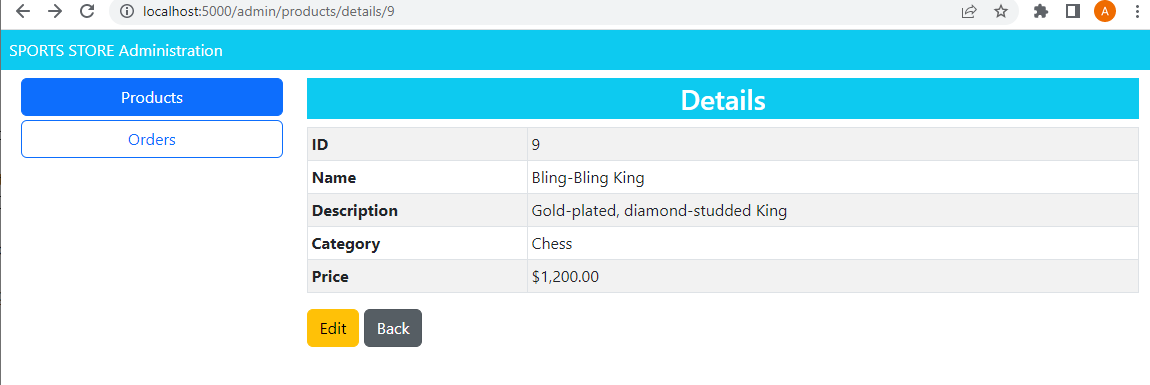 localhost:5000/admin/products/details/9
A
SPORTS STORE Administration
Products
Orders
Details
ID 9
Name Bling-Bling King
Description Gold-plated, diamond-studded King
Category Chess
Price $1,200.00
Edit Back